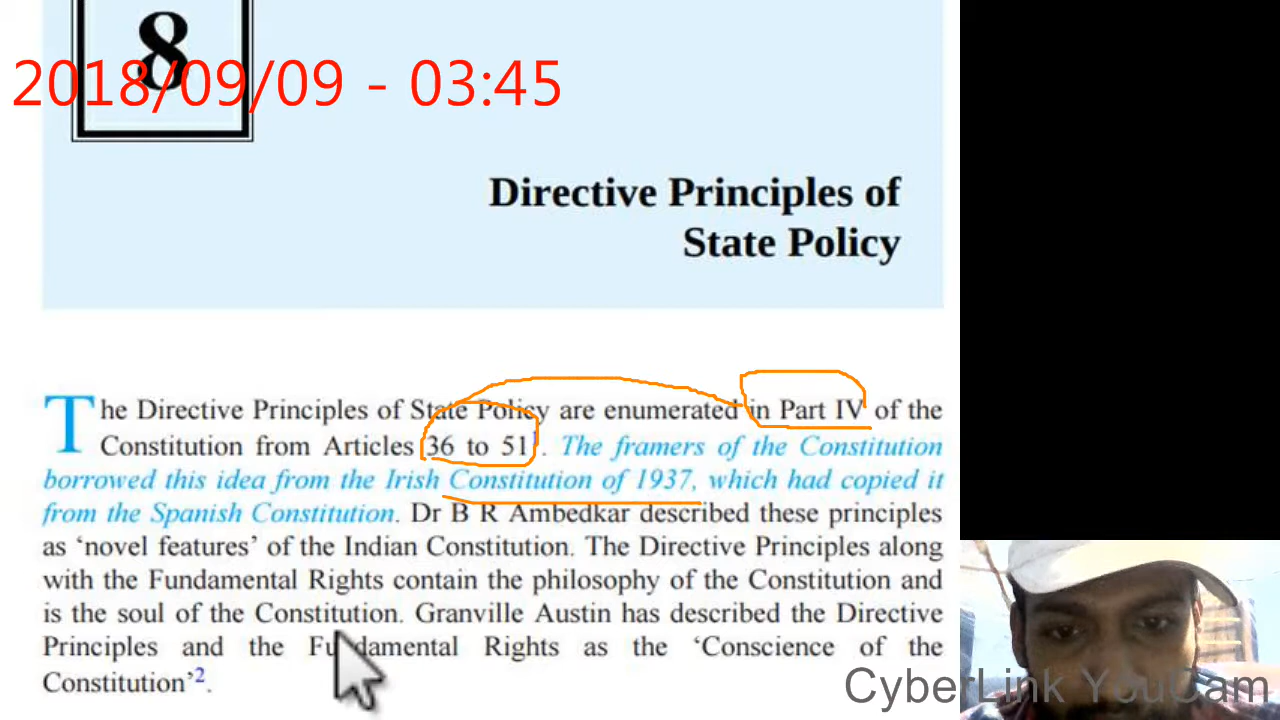 8
2018/09/09 - 03:45
Directive Principles of
State Policy
The Directive Principles of State Policy are enumerated in Part IV of the
Constitution from Articles 36 to 51¹. The framers of the Constitution
borrowed this idea from the Irish Constitution of 1937, which had copied it
from the Spanish Constitution. Dr B R Ambedkar described these principles
as ‘novel features’ of the Indian Constitution. The Directive Principles along
with the Fundamental Rights contain the philosophy of the Constitution and
is the soul of the Constitution. Granville Austin has described the Directive
Principles and the Fundamental Rights as the ‘Conscience of the
Constitution’².
CyberLink YouCam